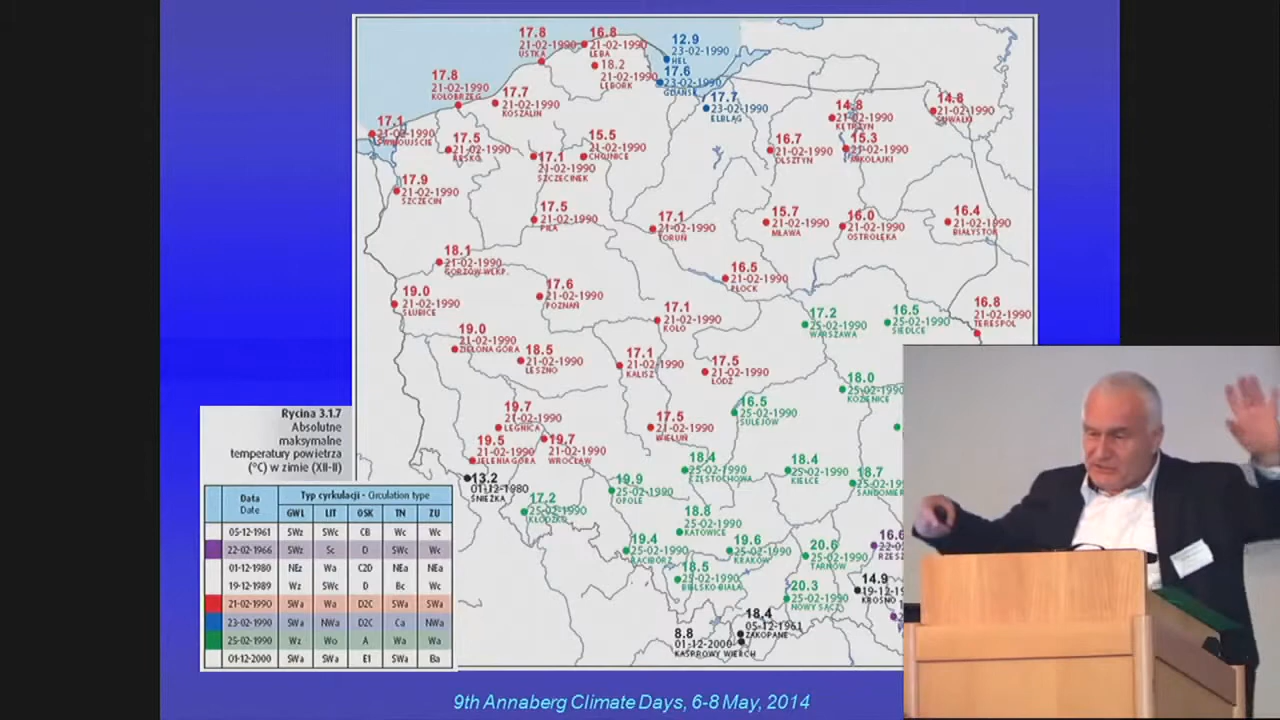 17.8
21-02-1990
USTKA
16.8
21-02-1990
ŁEBA
18.2
21-02-1990
LĘBORK
12.9
23-02-1990
HEL
17.6
23-02-1990
GDAŃSK
17.8
21-02-1990
KOŁOBRZEG
17.7
21-02-1990
KOSZALIN
17.7
23-02-1990
ELBLĄG
14.8
21-02-1990
KĘTRZYN
14.8
21-02-1990
SUWAŁKI
17.1
21-02-1990
ŚWINOUJŚCIE
17.5
21-02-1990
RESKO
17.1
21-02-1990
SZCZECINEK
15.5
21-02-1990
CHOJNICE
16.7
21-02-1990
OLSZTYN
15.3
21-02-1990
MIKOŁAJKI
17.9
21-02-1990
SZCZECIN
17.5
21-02-1990
PIŁA
17.1
21-02-1990
TORUŃ
15.7
21-02-1990
MŁAWA
16.0
21-02-1990
OSTROŁĘKA
16.4
21-02-1990
BIAŁYSTOK
18.1
21-02-1990
GORZÓW WLKP.
16.5
21-02-1990
PŁOCK
19.0
21-02-1990
SŁUBICE
17.6
21-02-1990
POZNAŃ
17.1
21-02-1990
KOŁO
17.2
25-02-1990
WARSZAWA
16.5
25-02-1990
SIEDLCE
16.8
21-02-1990
TERESPOL
19.0
21-02-1990
ZIELONA GÓRA
18.5
21-02-1990
LESZNO
17.1
21-02-1990
KALISZ
17.5
21-02-1990
ŁÓDŹ
18.0
25-02-1990
KOZIENICE
19.7
21-02-1990
LEGNICA
16.5
25-02-1990
SULEJÓW
17.5
21-02-1990
WIELUŃ
19.5
21-02-1990
JELENIA GÓRA
19.7
21-02-1990
WROCŁAW
13.2
01-12-1980
ŚNIEŻKA
17.2
25-02-1990
KŁODZKO
19.9
25-02-1990
OPOLE
18.4
25-02-1990
CZĘSTOCHOWA
18.4
25-02-1990
KIELCE
18.7
25-02-1990
SANDOMIER
18.8
25-02-1990
KATOWICE
19.4
25-02-1990
RACIBÓRZ
19.6
25-02-1990
KRAKÓW
20.6
25-02-1990
TARNÓW
16.6
22-02
RZESZ
18.5
25-02-1990
BIELSKO-BIAŁA
20.3
25-02-1990
NOWY SĄCZ
14.9
19-12-19
KROSNO
18.4
05-12-1961
ZAKOPANE
8.8
01-12-2000
KASPROWY WIERCH
Rycina 3.1.7
Absolutne
maksymalne
temperatury powietrza
(°C) w zimie (XII-II)
Data Date Typ cyrkulacji - Circulation type
GWL LIT OSK TN ZU
05-12-1961 SWz SWc CB Wc Wc
22-02-1966 SWz Sc D SWc Wc
01-12-1980 NEz Wa C2D NEa NEa
19-12-1989 Wz SWc D Bc Wc
21-02-1990 SWa Wa D2C SWa SWa
23-02-1990 SWa NWa D2C Ca NWa
25-02-1990 Wz Wo A Wa Wa
01-12-2000 SWa SWa E1 SWa Ba
9th Annaberg Climate Days, 6-8 May, 2014